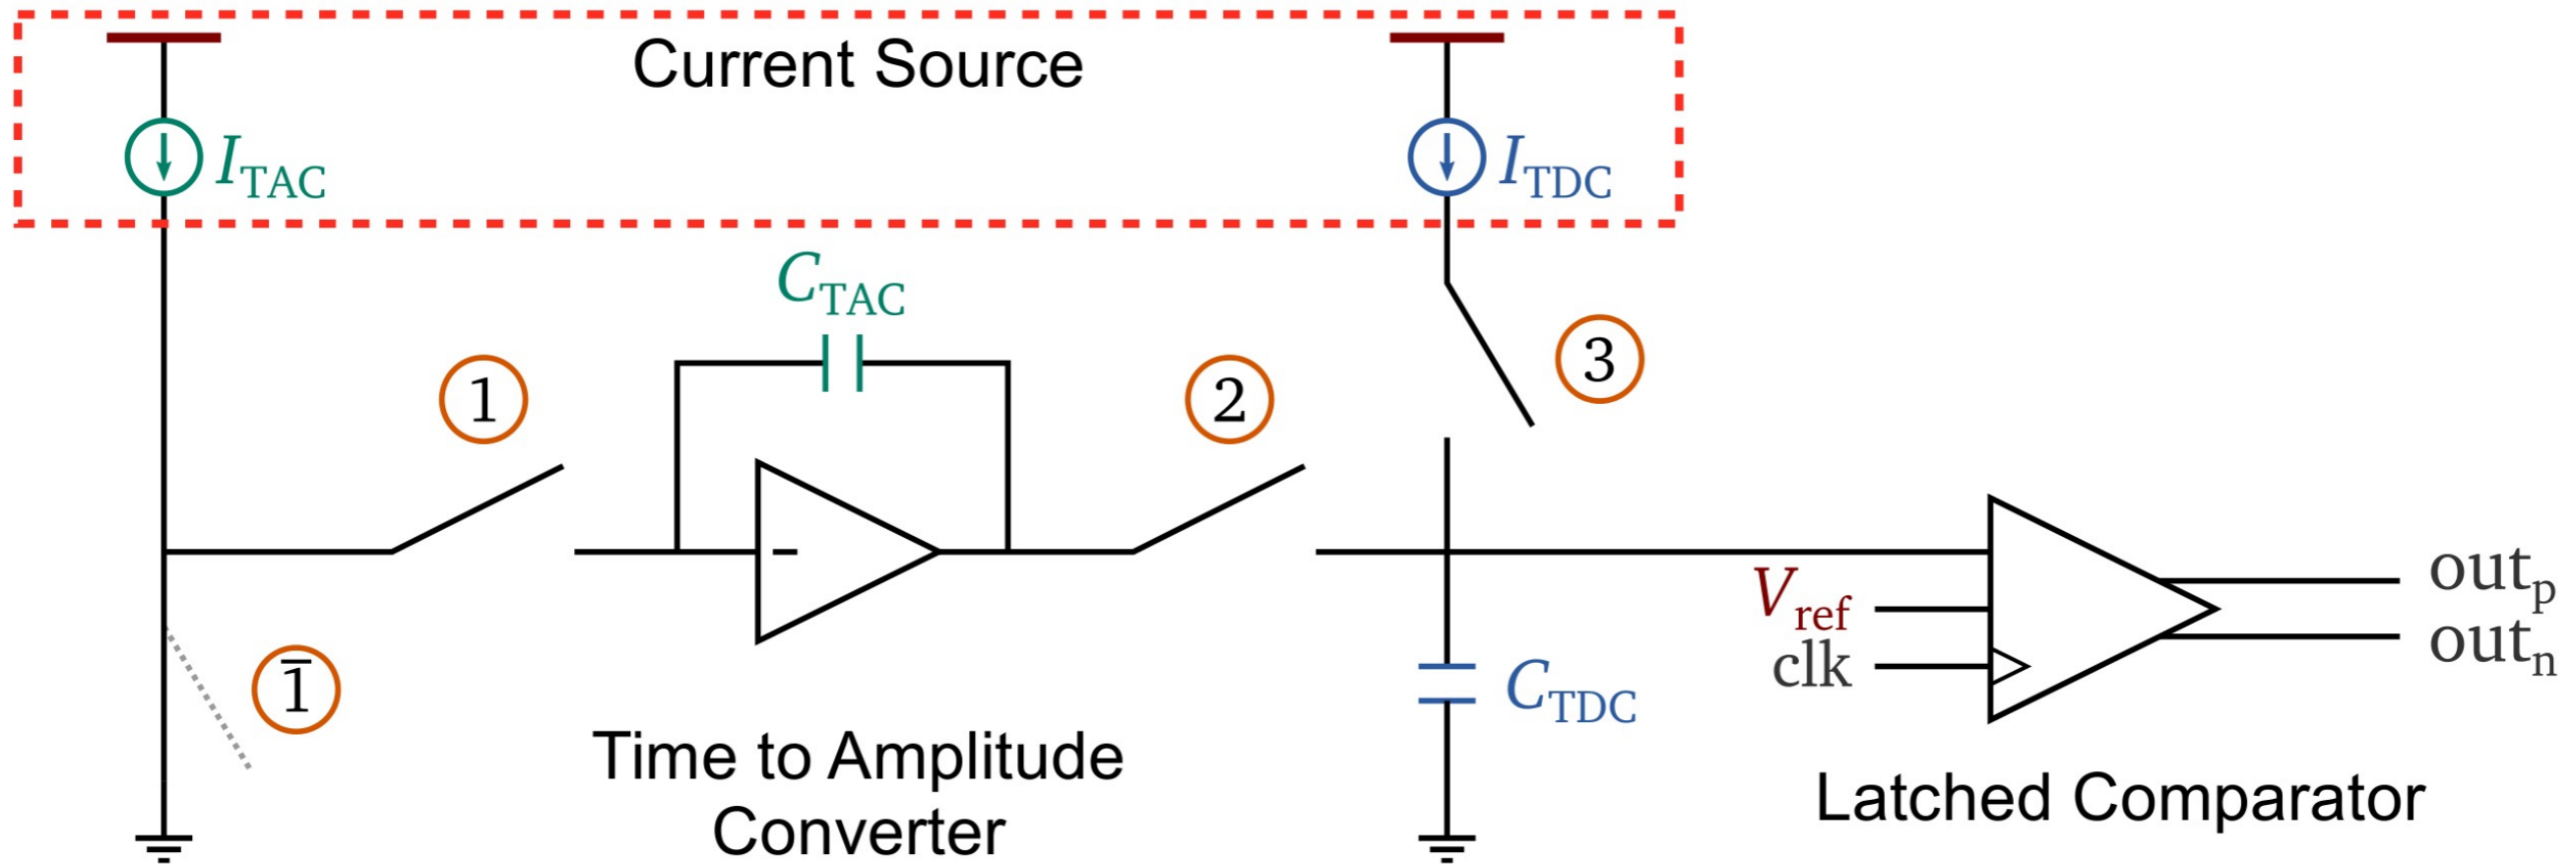 Current Source
I_TAC
I_TDC
C_TAC
1
2
3
1̅
-
V_ref
clk
out_p
out_n
C_TDC
Time to Amplitude
Converter
Latched Comparator